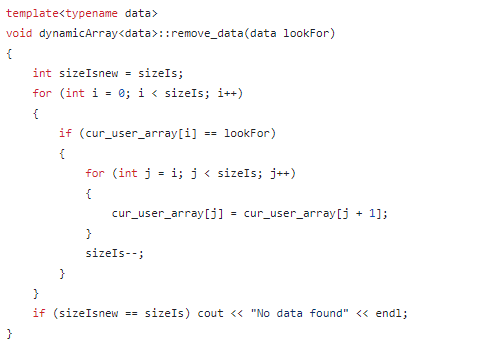 template<typename data>
void dynamicArray<data>::remove_data(data lookFor)
{
    int sizeIsnew = sizeIs;
    for (int i = 0; i < sizeIs; i++)
    {
        if (cur_user_array[i] == lookFor)
        {
            for (int j = i; j < sizeIs; j++)
            {
                cur_user_array[j] = cur_user_array[j + 1];
            }
            sizeIs--;
        }
    }
    if (sizeIsnew == sizeIs) cout << "No data found" << endl;
}